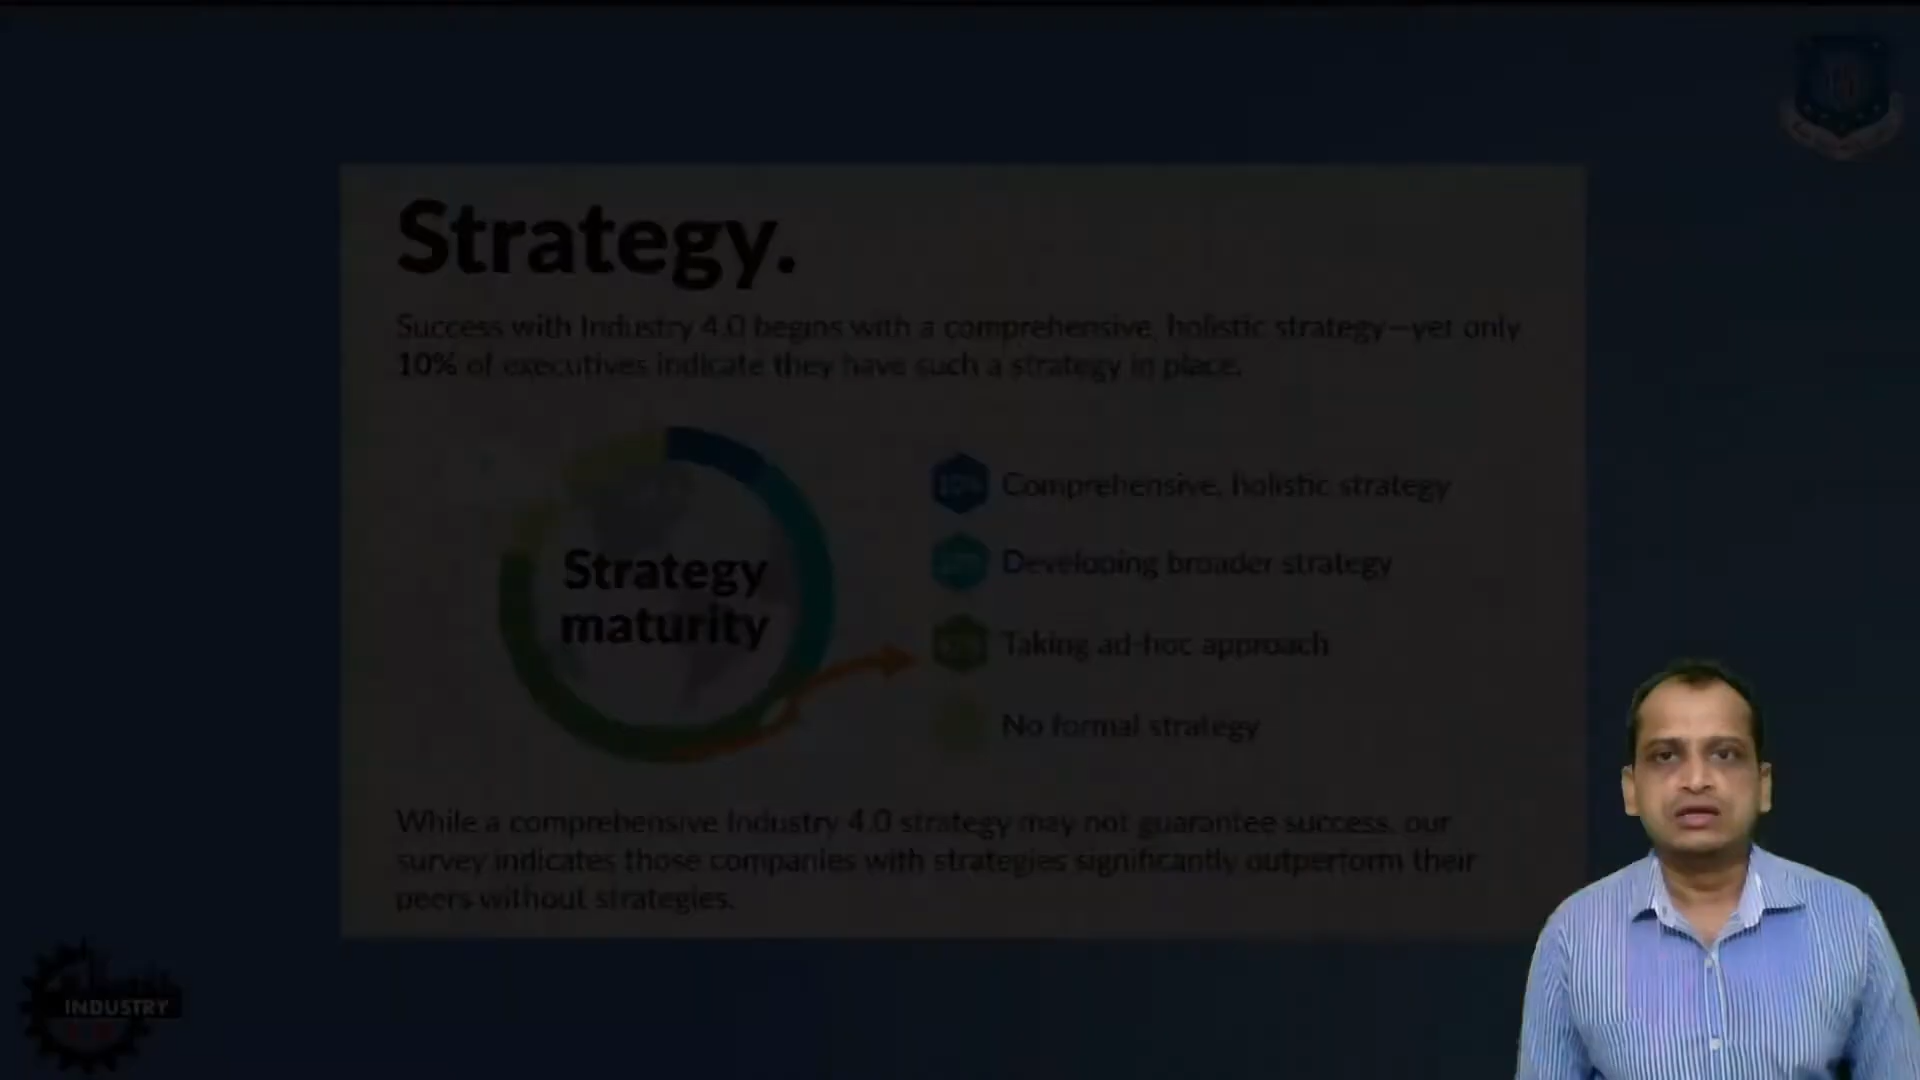 Strategy.
Success with Industry 4.0 begins with a comprehensive, holistic strategy—yet only
10% of executives indicate they have such a strategy in place.
Strategy
maturity
10% Comprehensive, holistic strategy
Developing broader strategy
Taking ad-hoc approach
No formal strategy
While a comprehensive Industry 4.0 strategy may not guarantee success, our
survey indicates those companies with strategies significantly outperform their
peers without strategies.
INDUSTRY